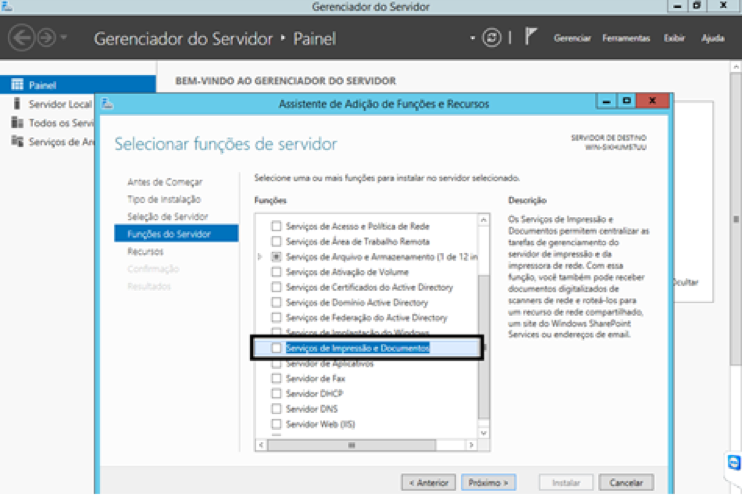 Gerenciador do Servidor
Gerenciador do Servidor • Painel
Gerenciar Ferramentas Exibir Ajuda
Painel
Servidor Local
Todos os Servi
Serviços de Ar
BEM-VINDO AO GERENCIADOR DO SERVIDOR
Assistente de Adição de Funções e Recursos
Selecionar funções de servidor
SERVIDOR DE DESTINO
Antes de Começar
Tipo de Instalação
Seleção de Servidor
Funções do Servidor
Recursos
Confirmação
Resultados
Selecione uma ou mais funções para instalar no servidor selecionado.
Funções
Serviços de Acesso e Política de Rede
Serviços de Área de Trabalho Remota
Serviços de Arquivo e Armazenamento (1 de 12 in
Serviços de Ativação de Volume
Serviços de Certificados do Active Directory
Serviços de Domínio Active Directory
Serviços de Federação do Active Directory
Serviços de Implantação do Windows
Serviços de Impressão e Documentos
Servidor de Aplicativos
Servidor de Fax
Servidor DHCP
Servidor DNS
Servidor Web (IIS)
Descrição
Os Serviços de Impressão e
Documentos permitem centralizar as
tarefas de gerenciamento do
servidor de impressão e da
impressora de rede. Com essa
função, você também pode receber
documentos digitalizados de
scanners de rede e roteá-los para
um recurso de rede compartilhado,
um site do Windows SharePoint
Services ou endereços de email.
Ocultar
< Anterior
Próximo >
Instalar
Cancelar